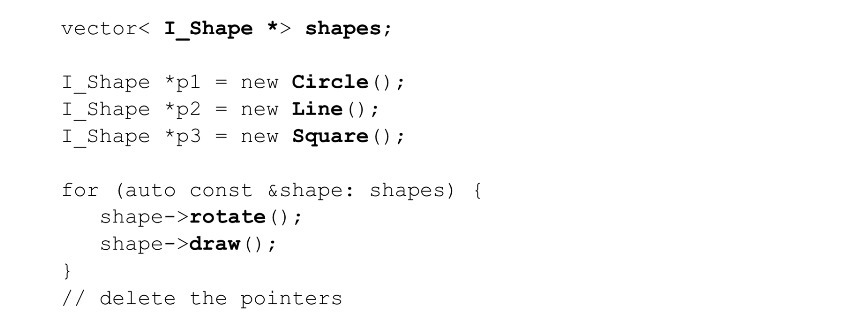 vector< I_Shape *> shapes;
I_Shape *p1 = new Circle();
I_Shape *p2 = new Line();
I_Shape *p3 = new Square();
for (auto const &shape: shapes) {
shape->rotate();
shape->draw();
}
// delete the pointers